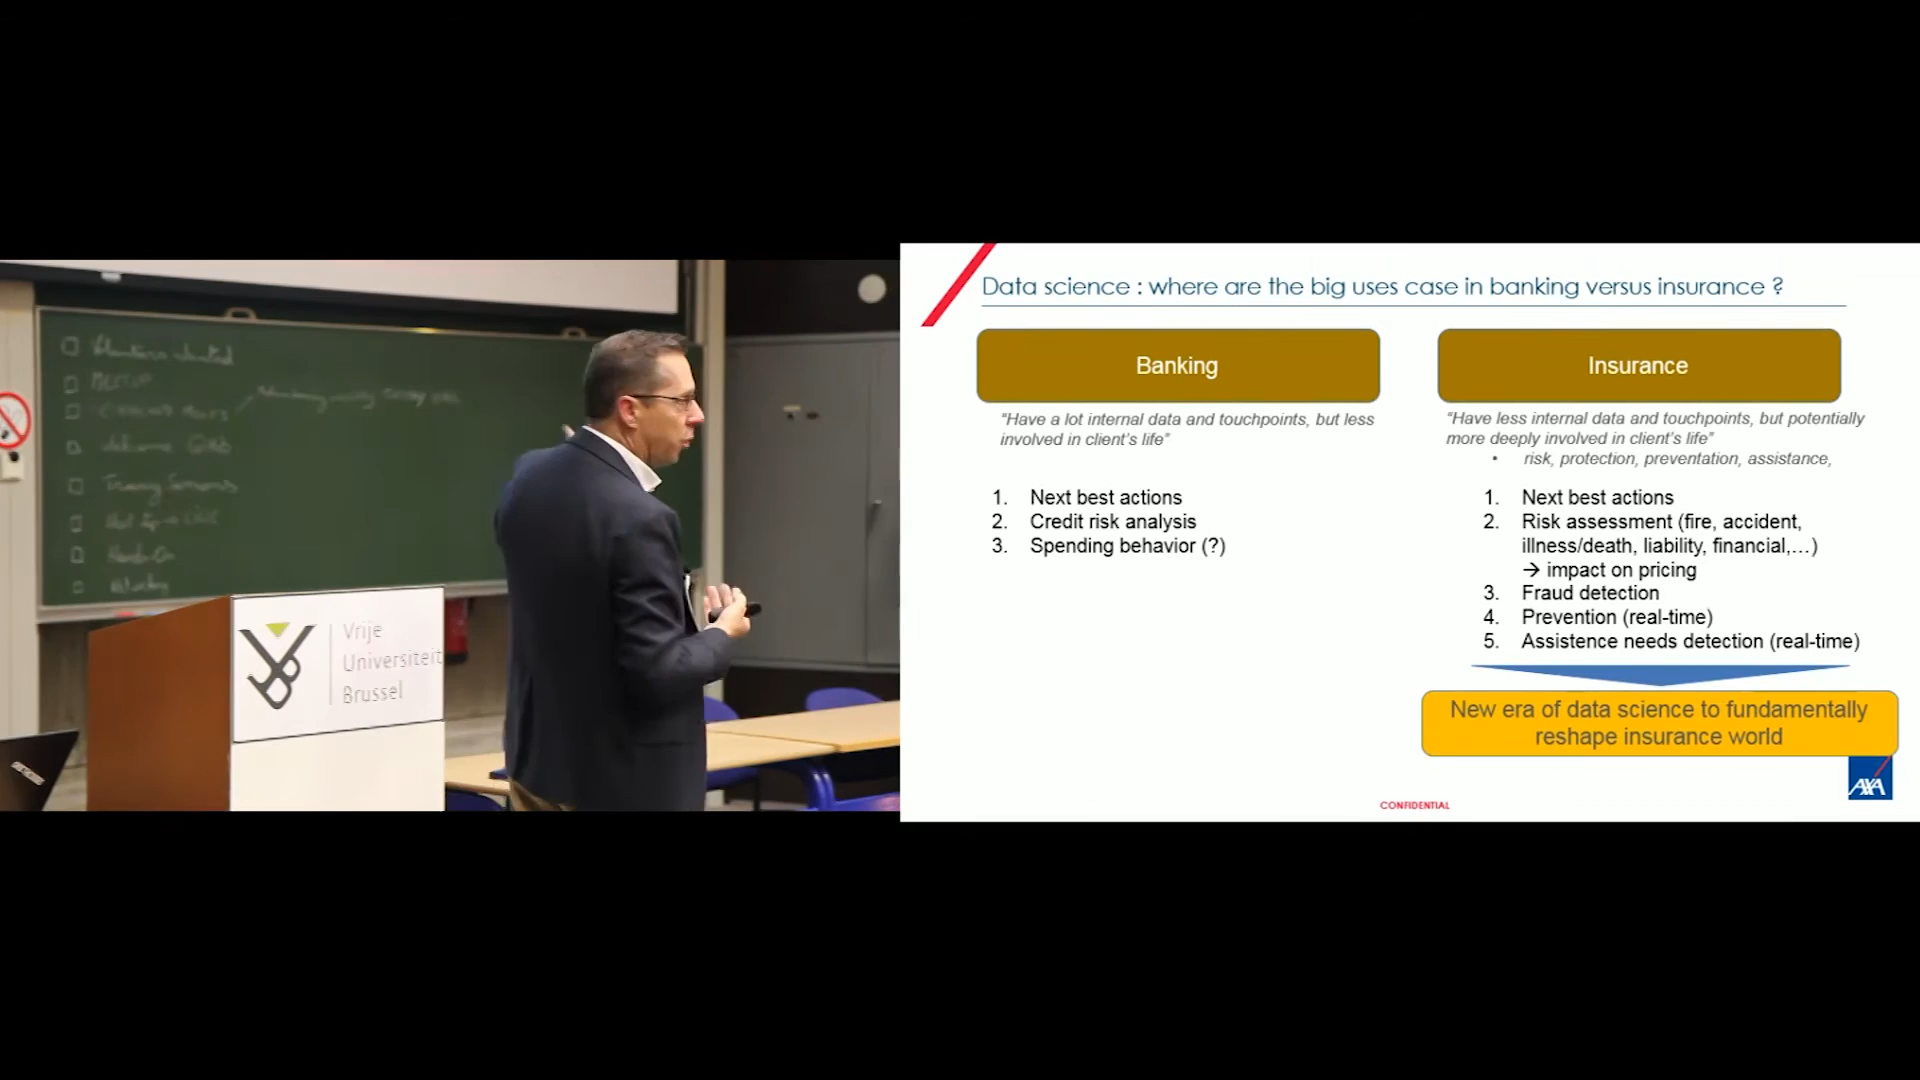 MEETUP
Vrije
Universiteit
Brussel
Data science : where are the big uses case in banking versus insurance ?
Banking
"Have a lot internal data and touchpoints, but less
involved in client's life"
1. Next best actions
2. Credit risk analysis
3. Spending behavior (?)
Insurance
"Have less internal data and touchpoints, but potentially
more deeply involved in client's life"
• risk, protection, preventation, assistance,
1. Next best actions
2. Risk assessment (fire, accident,
illness/death, liability, financial,...)
→ impact on pricing
3. Fraud detection
4. Prevention (real-time)
5. Assistence needs detection (real-time)
New era of data science to fundamentally
reshape insurance world
AXA
CONFIDENTIAL